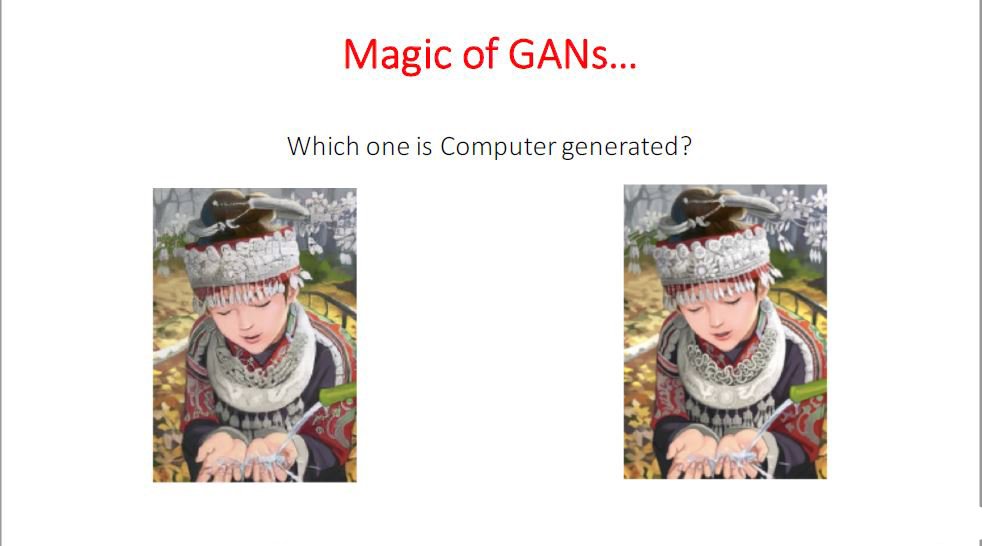 Magic of GANs...
Which one is Computer generated?